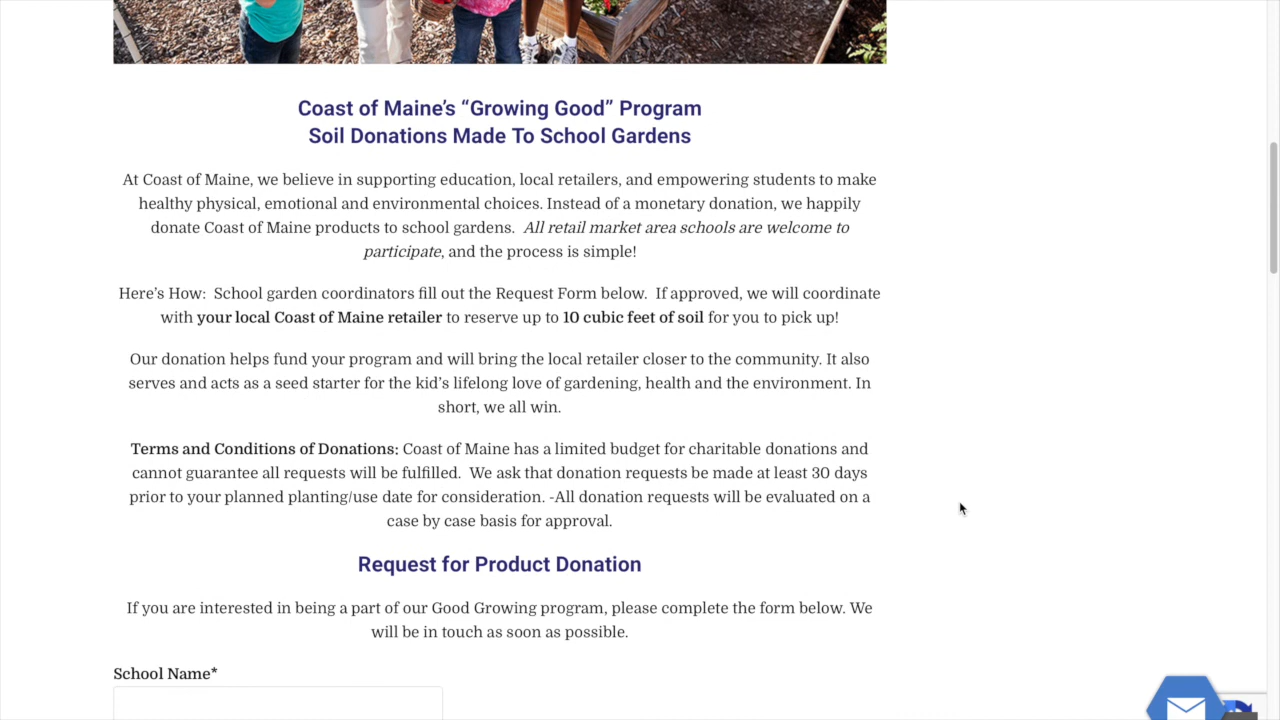 Coast of Maine’s “Growing Good” Program
Soil Donations Made To School Gardens
At Coast of Maine, we believe in supporting education, local retailers, and empowering students to make
healthy physical, emotional and environmental choices. Instead of a monetary donation, we happily
donate Coast of Maine products to school gardens.  All retail market area schools are welcome to
participate, and the process is simple!
Here’s How:  School garden coordinators fill out the Request Form below.  If approved, we will coordinate
with your local Coast of Maine retailer to reserve up to 10 cubic feet of soil for you to pick up!
Our donation helps fund your program and will bring the local retailer closer to the community. It also
serves and acts as a seed starter for the kid’s lifelong love of gardening, health and the environment. In
short, we all win.
Terms and Conditions of Donations: Coast of Maine has a limited budget for charitable donations and
cannot guarantee all requests will be fulfilled.  We ask that donation requests be made at least 30 days
prior to your planned planting/use date for consideration. -All donation requests will be evaluated on a
case by case basis for approval.
Request for Product Donation
If you are interested in being a part of our Good Growing program, please complete the form below. We
will be in touch as soon as possible.
School Name*